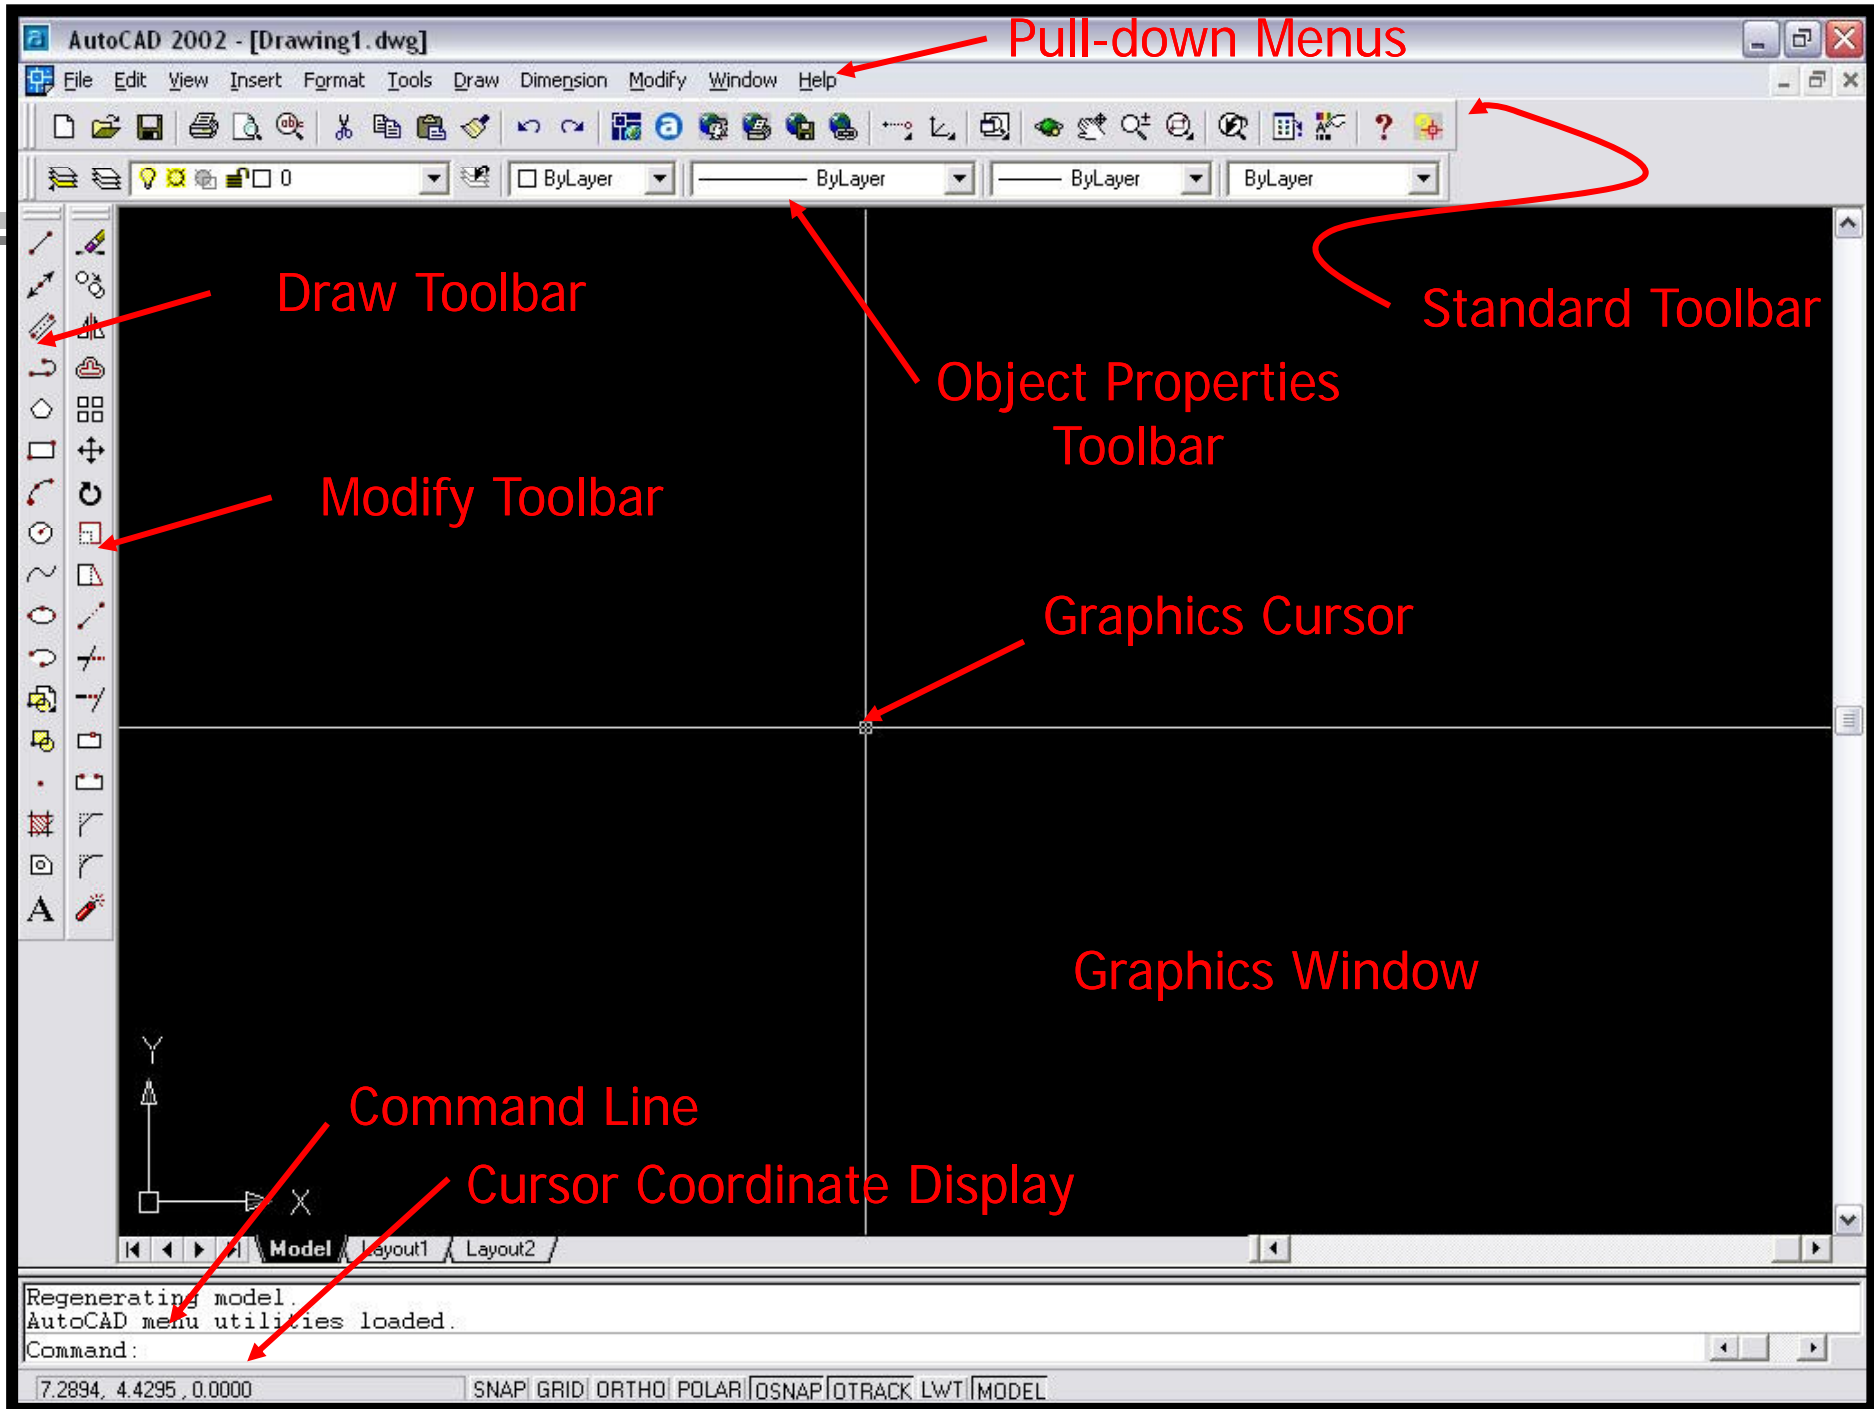 AutoCAD 2002 - [Drawing1.dwg]
Pull-down Menus
File Edit View Insert Format Tools Draw Dimension Modify Window Help
0 ByLayer ByLayer ByLayer ByLayer
Draw Toolbar
Standard Toolbar
Object Properties
Toolbar
Modify Toolbar
Graphics Cursor
Graphics Window
Y
Command Line
Cursor Coordinate Display
X
Model Layout1 Layout2
Regenerating model.
AutoCAD menu utilities loaded.
Command:
7.2894, 4.4295, 0.0000 SNAP GRID ORTHO POLAR OSNAP OTRACK LWT MODEL